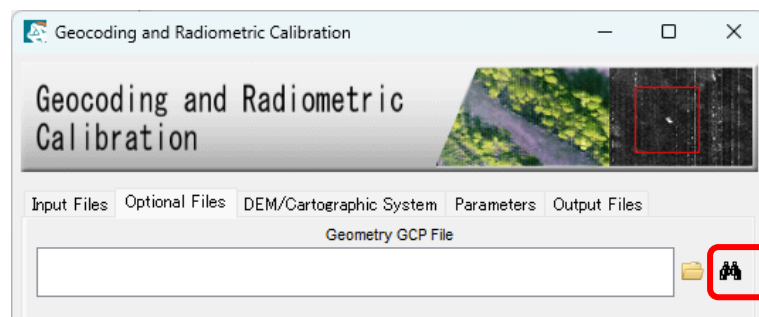 Geocoding and Radiometric Calibration
Geocoding and Radiometric
Calibration
Input Files Optional Files DEM/Cartographic System Parameters Output Files
Geometry GCP File